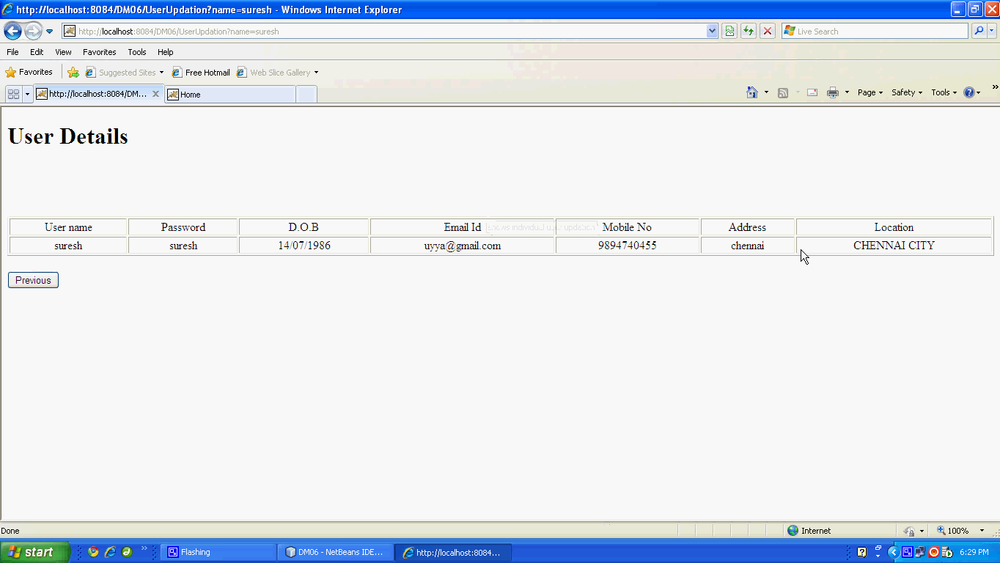 http://localhost:8084/DM06/UserUpdation?name=suresh - Windows Internet Explorer
http://localhost:8084/DM06/UserUpdation?name=suresh Live Search
File Edit View Favorites Tools Help
Favorites Suggested Sites Free Hotmail Web Slice Gallery
http://localhost:8084/DM... Home Page Safety Tools
User Details
User name Password D.O.B Email Id shows individual user updation Mobile No Address Location
suresh suresh 14/07/1986 uyya@gmail.com 9894740455 chennai CHENNAI CITY
Previous
Done Internet 100%
start Flashing DM06 - NetBeans IDE... http://localhost:8084... 6:29 PM